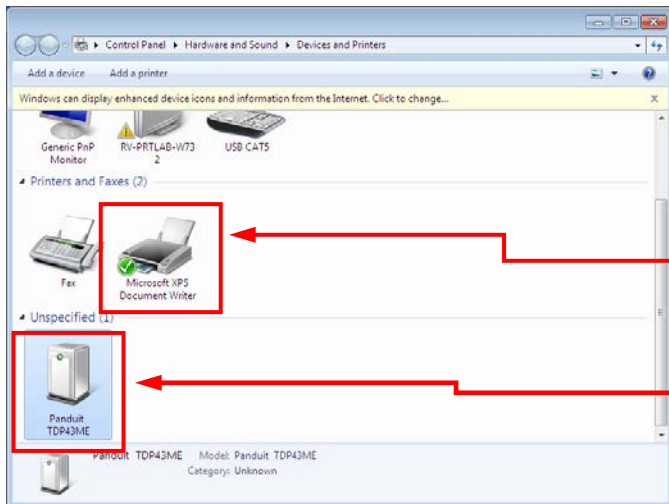 Control Panel Hardware and Sound Devices and Printers
Add a device Add a printer
Windows can display enhanced device icons and information from the Internet. Click to change...
x
Generic PnP
Monitor
RV-PRTLAB-W73
2
USB CAT5
Printers and Faxes (2)
Fax
Microsoft XPS
Document Writer
Unspecified (1)
Panduit
TDP43ME
Panduit TDP43ME Model: Panduit TDP43ME
Category: Unknown